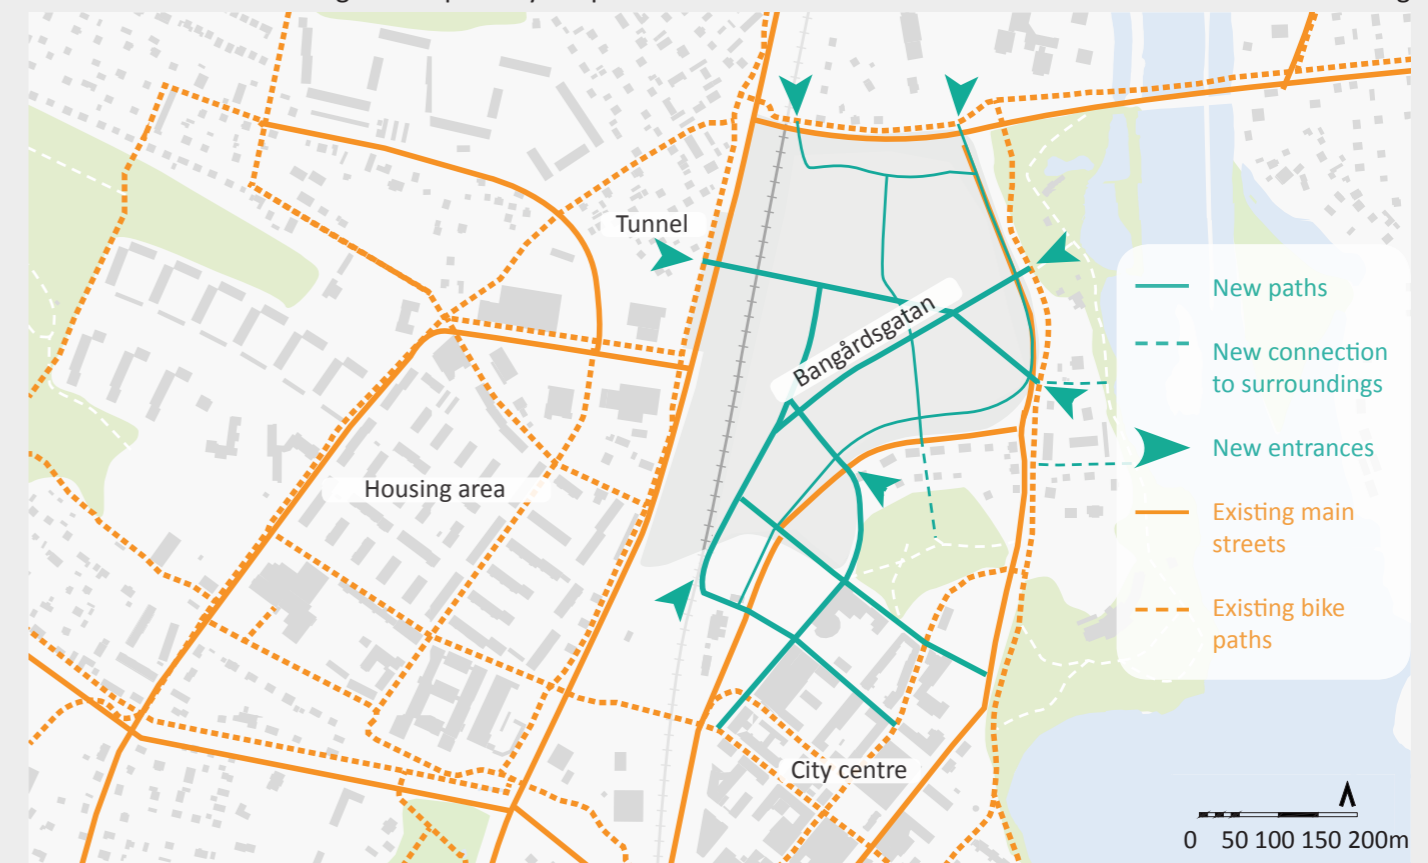 Tunnel
Bangårdsgatan
Housing area
City centre
New paths
New connection
to surroundings
New entrances
Existing main
streets
Existing bike
paths
0 50 100 150 200m